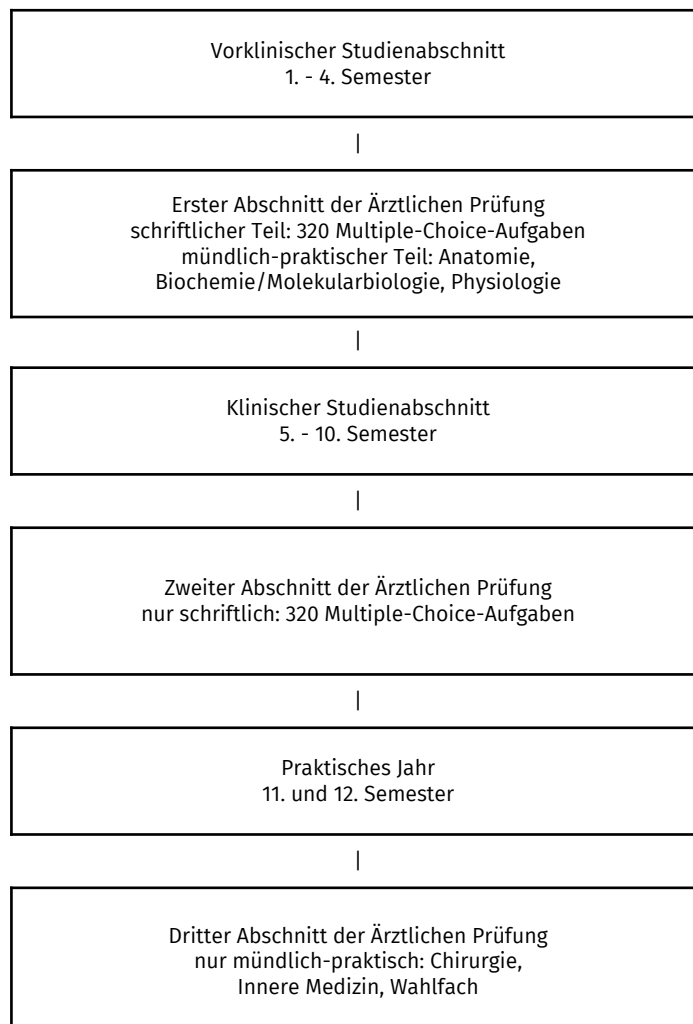 Vorklinischer Studienabschnitt
1. - 4. Semester
|
Erster Abschnitt der Ärztlichen Prüfung
schriftlicher Teil: 320 Multiple-Choice-Aufgaben
mündlich-praktischer Teil: Anatomie,
Biochemie/Molekularbiologie, Physiologie
|
Klinischer Studienabschnitt
5. - 10. Semester
|
Zweiter Abschnitt der Ärztlichen Prüfung
nur schriftlich: 320 Multiple-Choice-Aufgaben
|
Praktisches Jahr
11. und 12. Semester
|
Dritter Abschnitt der Ärztlichen Prüfung
nur mündlich-praktisch: Chirurgie,
Innere Medizin, Wahlfach